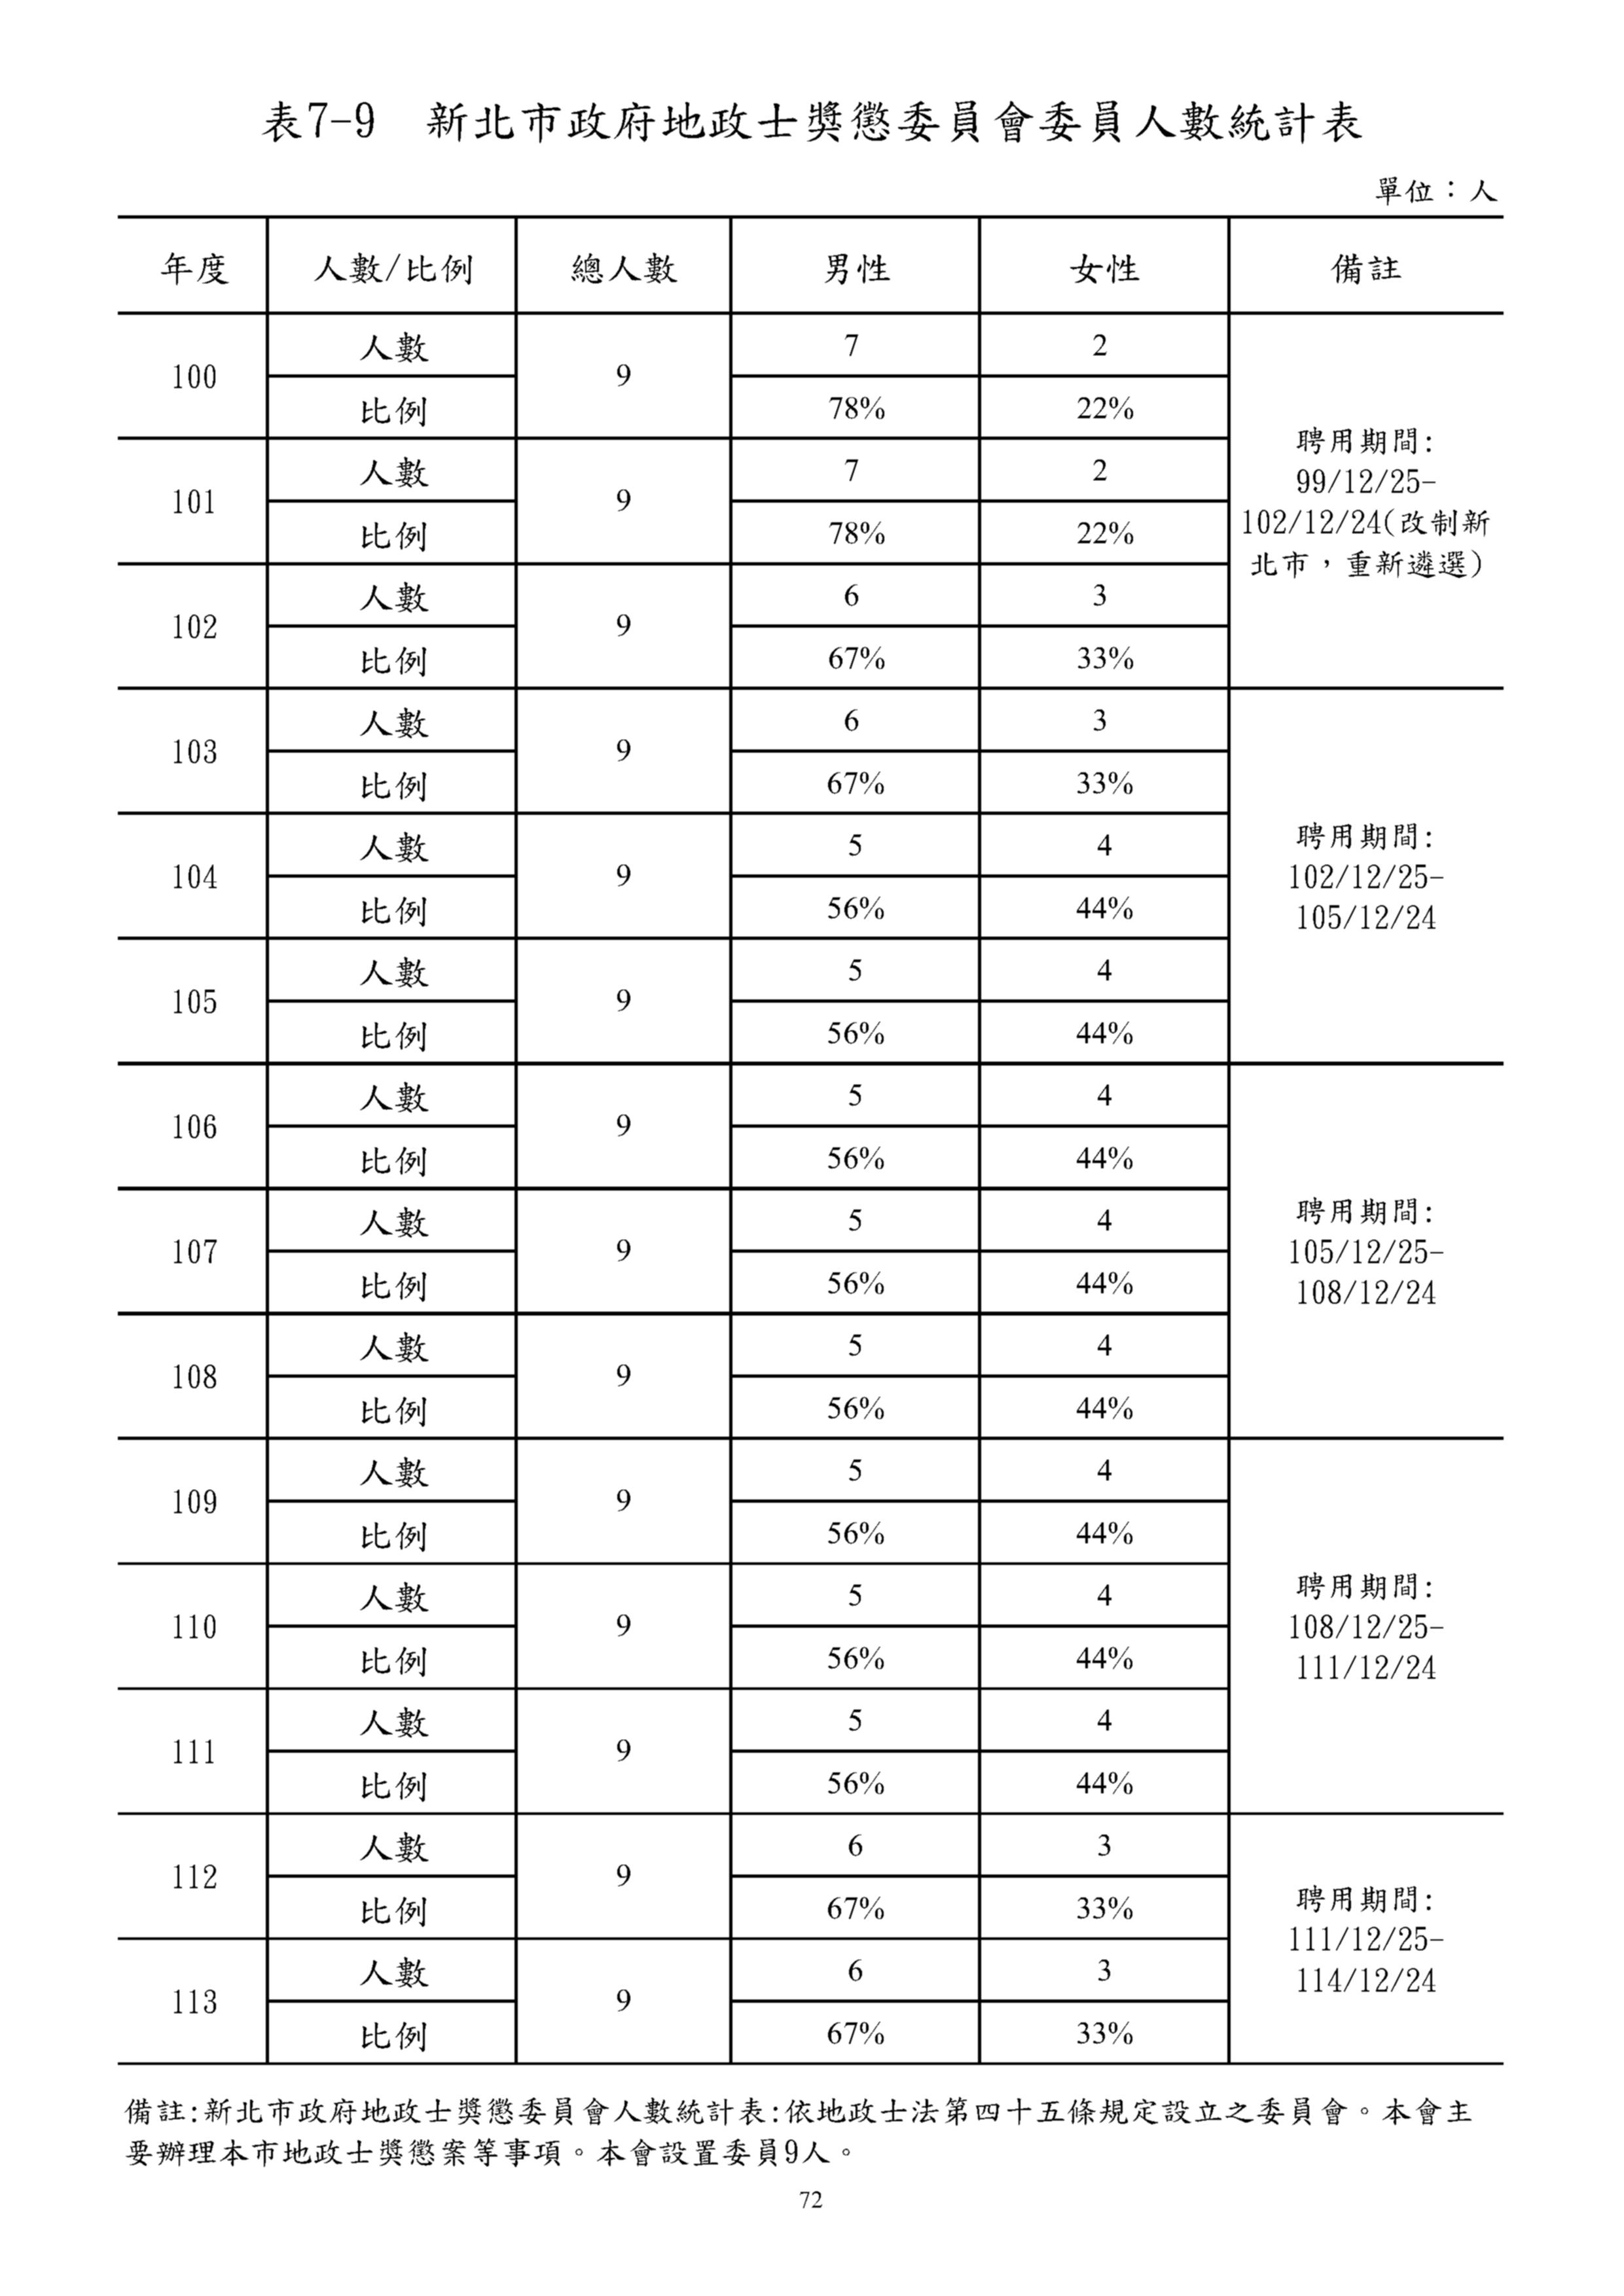 表7-9 新北市政府地政士獎懲委員會委員人數統計表
單位：人
年度 人數/比例 總人數 男性 女性 備註
100 人數 9 7 2
比例 78% 22%
101 人數 9 7 2
比例 78% 22%
102 人數 9 6 3
比例 67% 33%
聘用期間:
99/12/25-
102/12/24(改制新
北市，重新遴選)
103 人數 9 6 3
比例 67% 33%
104 人數 9 5 4
比例 56% 44%
105 人數 9 5 4
比例 56% 44%
聘用期間:
102/12/25-
105/12/24
106 人數 9 5 4
比例 56% 44%
107 人數 9 5 4
比例 56% 44%
108 人數 9 5 4
比例 56% 44%
聘用期間:
105/12/25-
108/12/24
109 人數 9 5 4
比例 56% 44%
110 人數 9 5 4
比例 56% 44%
111 人數 9 5 4
比例 56% 44%
聘用期間:
108/12/25-
111/12/24
112 人數 9 6 3
比例 67% 33%
113 人數 9 6 3
比例 67% 33%
聘用期間:
111/12/25-
114/12/24
備註:新北市政府地政士獎懲委員會人數統計表:依地政士法第四十五條規定設立之委員會。本會主
要辦理本市地政士獎懲案等事項。本會設置委員9人。
72